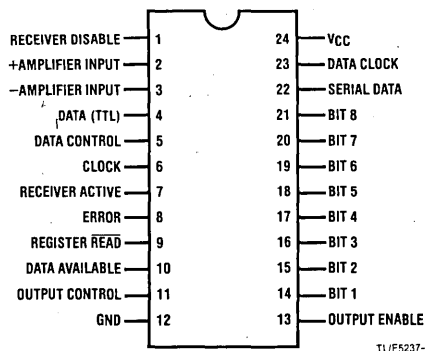 RECEIVER DISABLE 1 24 VCC
+AMPLIFIER INPUT 2 23 DATA CLOCK
−AMPLIFIER INPUT 3 22 SERIAL DATA
DATA (TTL) 4 21 BIT 8
DATA CONTROL 5 20 BIT 7
CLOCK 6 19 BIT 6
RECEIVER ACTIVE 7 18 BIT 5
ERROR 8 17 BIT 4
REGISTER READ 9 16 BIT 3
DATA AVAILABLE 10 15 BIT 2
OUTPUT CONTROL 11 14 BIT 1
GND 12 13 OUTPUT ENABLE
TL/F5237-